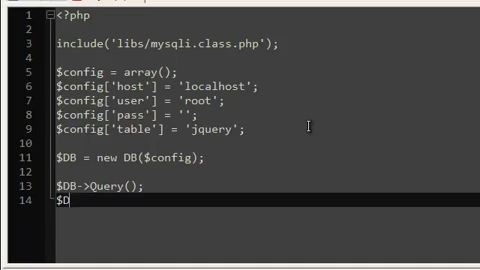 1 <?php
2
3 include('libs/mysqli.class.php');
4
5 $config = array();
6 $config['host'] = 'localhost';
7 $config['user'] = 'root';
8 $config['pass'] = '';
9 $config['table'] = 'jquery';
10
11 $DB = new DB($config);
12
13 $DB->Query();
14 $D